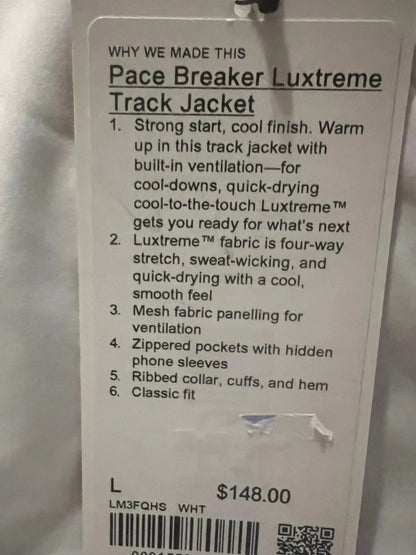 WHY WE MADE THIS
Pace Breaker Luxtreme
Track Jacket
1. Strong start, cool finish. Warm
up in this track jacket with
built-in ventilation—for
cool-downs, quick-drying
cool-to-the-touch Luxtreme™
gets you ready for what's next
2. Luxtreme™ fabric is four-way
stretch, sweat-wicking, and
quick-drying with a cool,
smooth feel
3. Mesh fabric panelling for
ventilation
4. Zippered pockets with hidden
phone sleeves
5. Ribbed collar, cuffs, and hem
6. Classic fit
L
$148.00
LM3FQHS WHT